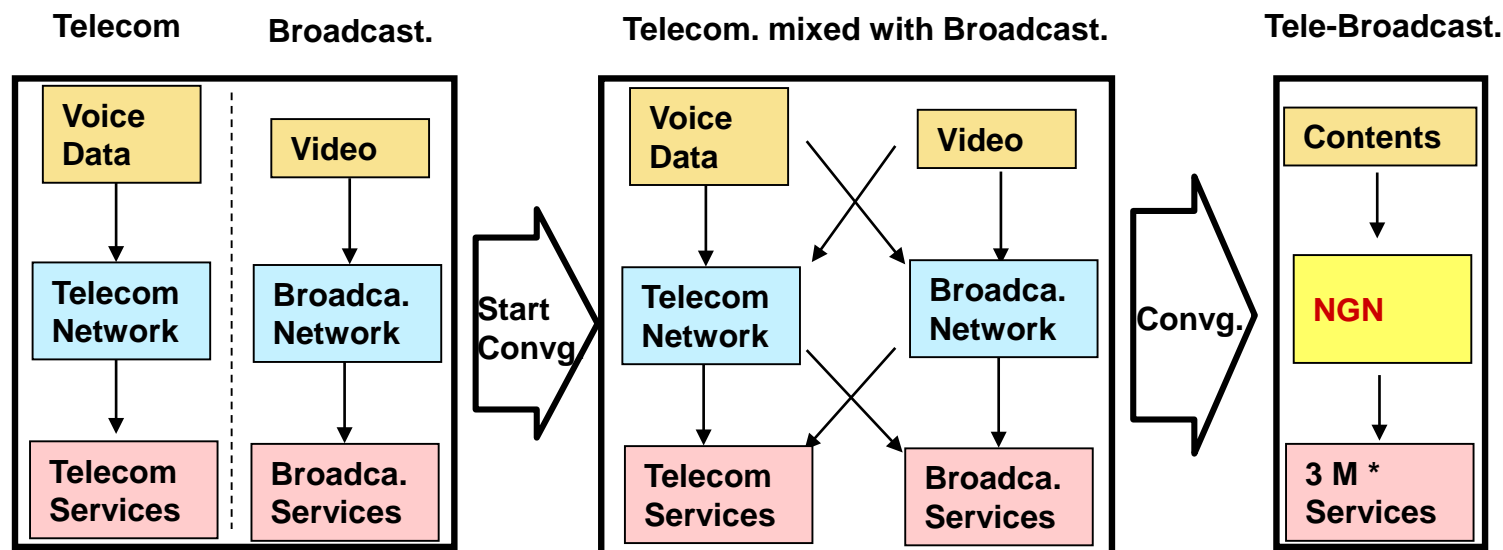 Telecom
Broadcast.
Telecom. mixed with Broadcast.
Tele-Broadcast.
Voice
Data
Video
Telecom
Network
Broadca.
Network
Telecom
Services
Broadca.
Services
Start
Convg.
Voice
Data
Video
Telecom
Network
Broadca.
Network
Telecom
Services
Broadca.
Services
Convg.
Contents
NGN
3 M *
Services